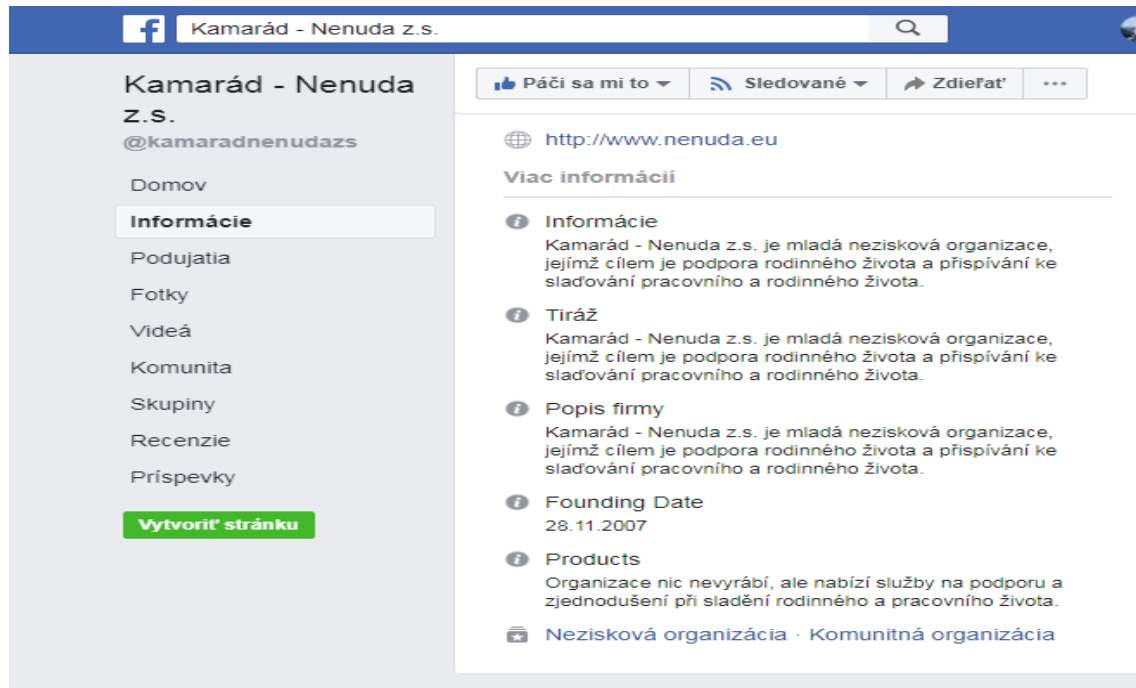 Kamarád - Nenuda z.s.
Kamarád - Nenuda
z.s.
@kamaradnenudazs
Domov
Informácie
Podujatia
Fotky
Videá
Komunita
Skupiny
Recenzie
Príspevky
Vytvoriť stránku
Páči sa mi to
Sledované
Zdieľať
http://www.nenuda.eu
Viac informácií
Informácie
Kamarád - Nenuda z.s. je mladá nezisková organizace,
jejímž cílem je podpora rodinného života a přispívání ke
slaďování pracovního a rodinného života.
Tiráž
Kamarád - Nenuda z.s. je mladá nezisková organizace,
jejímž cílem je podpora rodinného života a přispívání ke
slaďování pracovního a rodinného života.
Popis firmy
Kamarád - Nenuda z.s. je mladá nezisková organizace,
jejímž cílem je podpora rodinného života a přispívání ke
slaďování pracovního a rodinného života.
Founding Date
28.11.2007
Products
Organizace nic nevyrábí, ale nabízí služby na podporu a
zjednodušení při sladění rodinného a pracovního života.
Nezisková organizácia · Komunitná organizácia